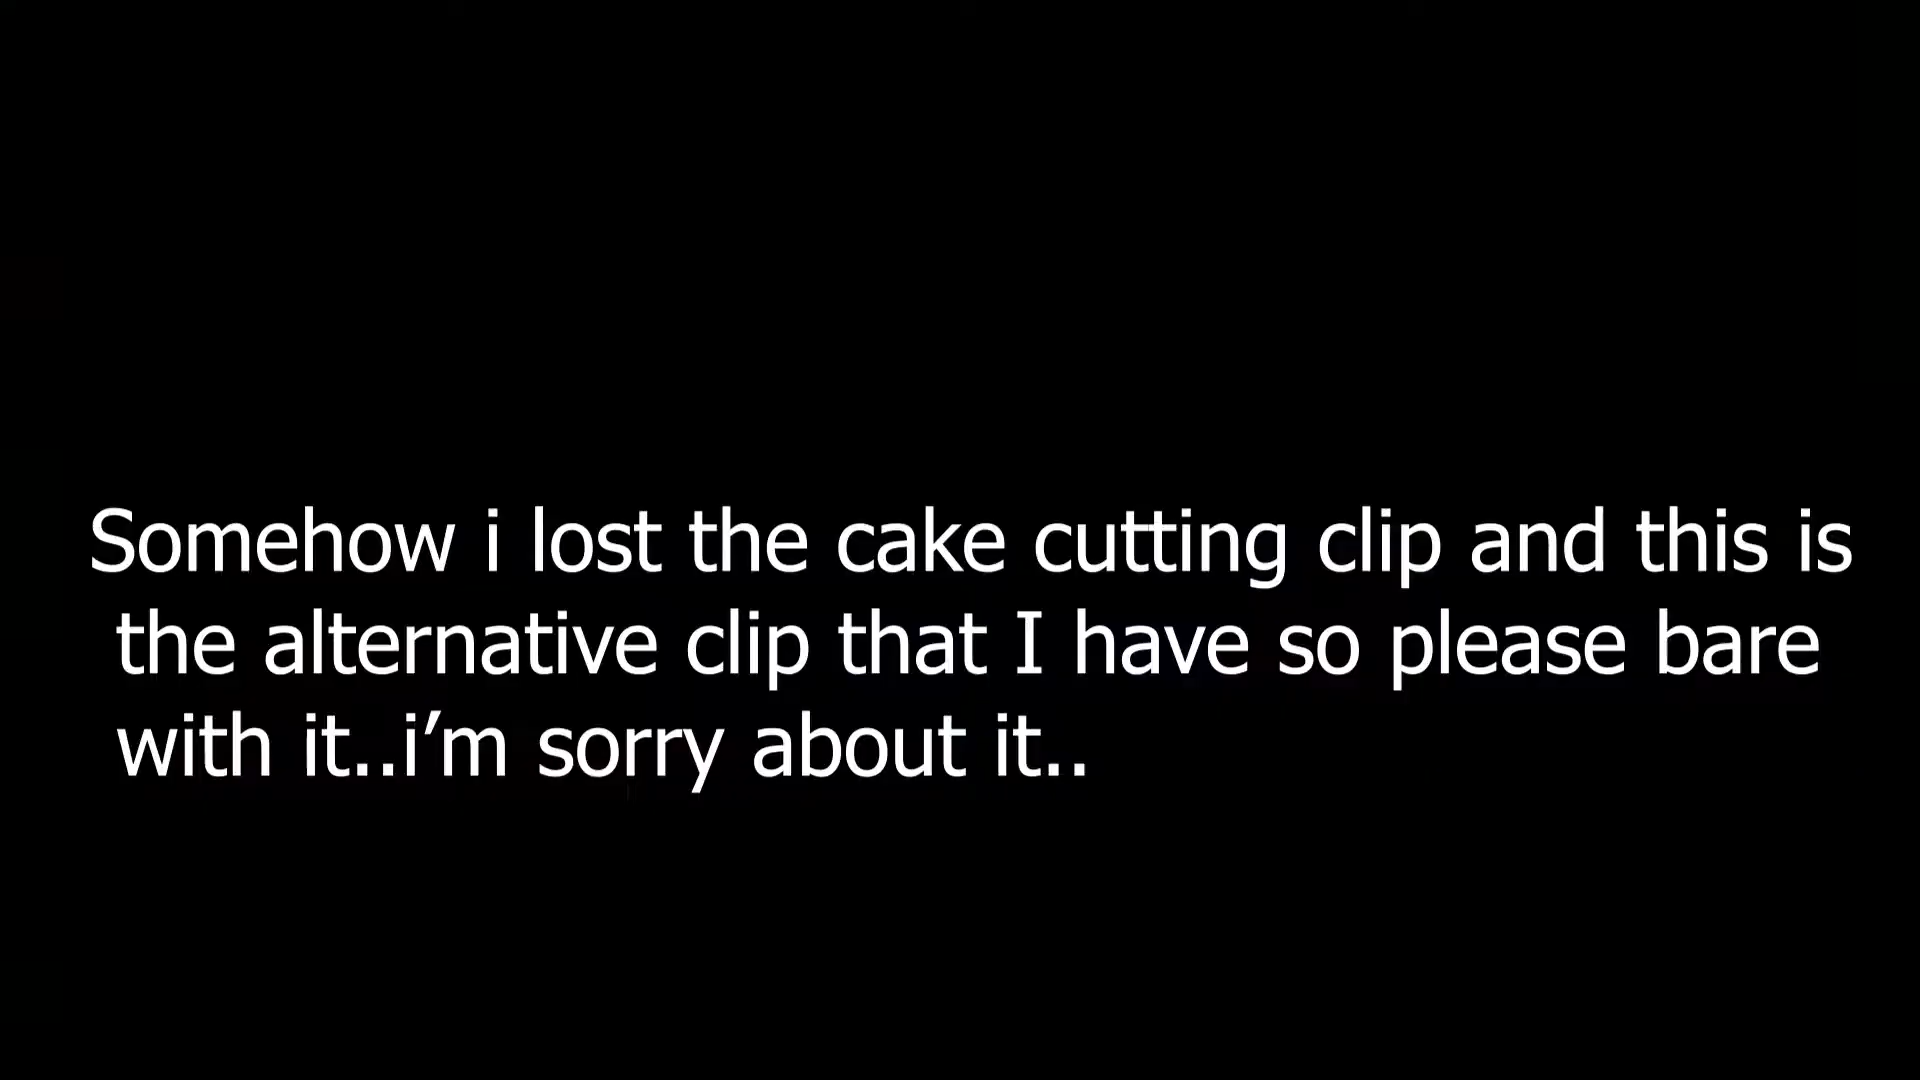 Somehow i lost the cake cutting clip and this is
the alternative clip that I have so please bare
with it..i’m sorry about it..